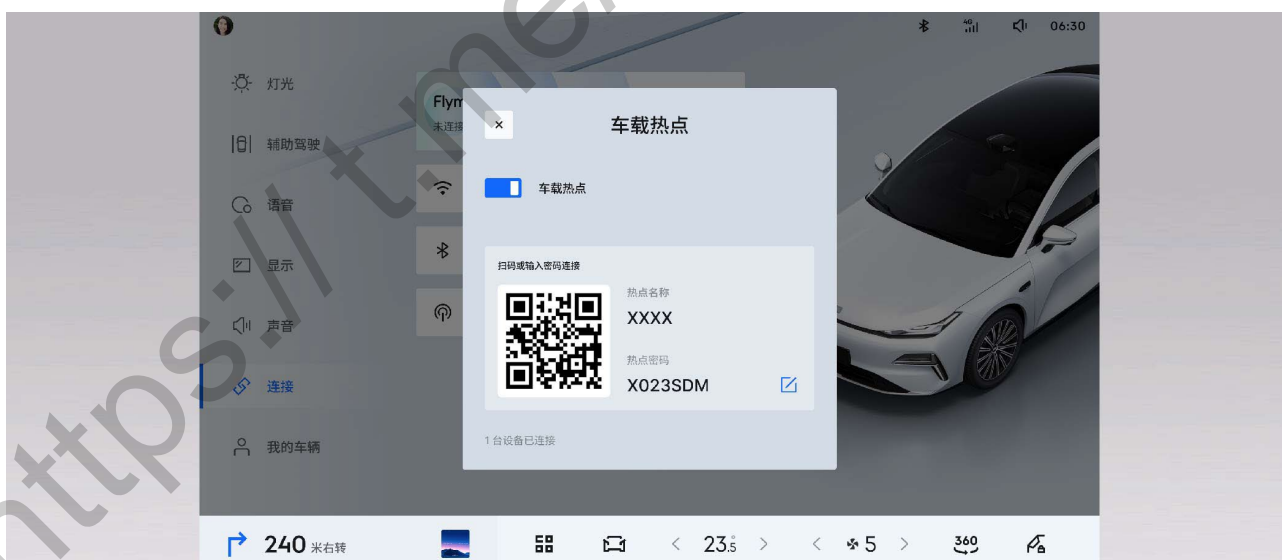 4G
06:30
灯光
辅助驾驶
语音
显示
声音
连接
我的车辆
Flym
未连接
车载热点
车载热点
扫码或输入密码连接
热点名称
XXXX
热点密码
X023SDM
1 台设备已连接
240 米右转
23.5
5
360
https://t.me/